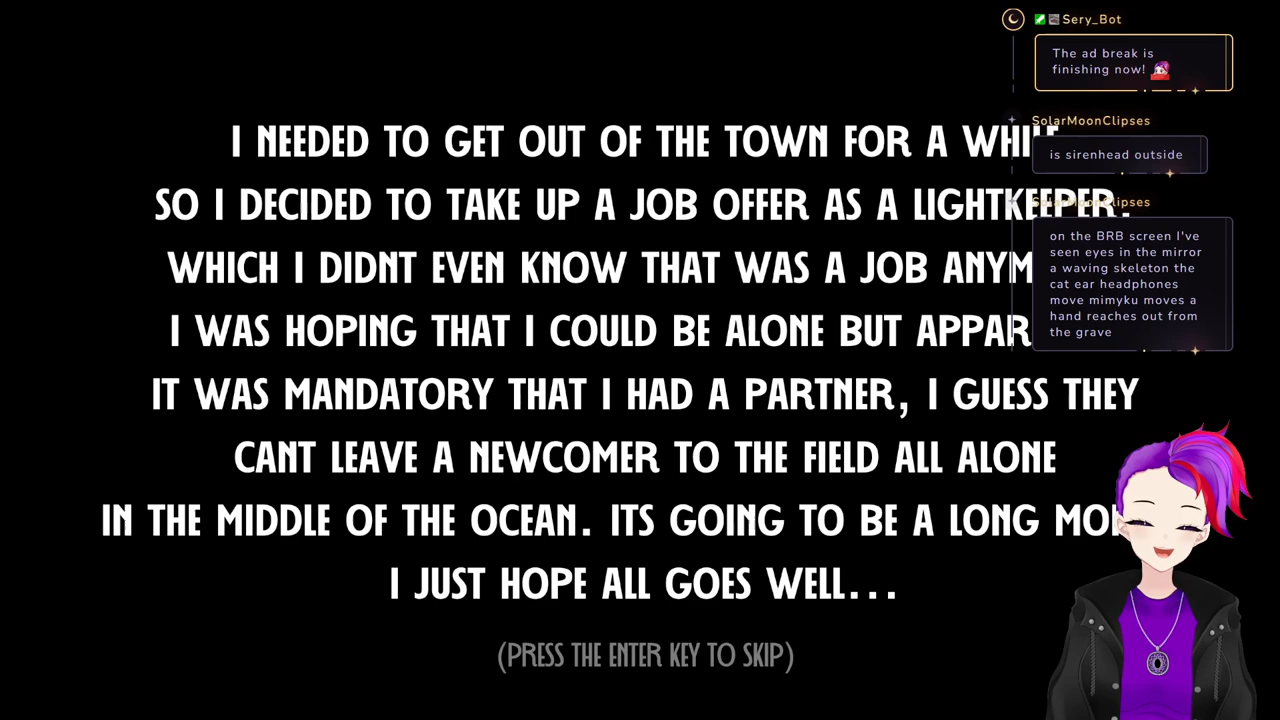 I NEEDED TO GET OUT OF THE TOWN FOR A
SO I DECIDED TO TAKE UP A JOB OFFER AS A LIGHTKEEPER.
WHICH I DIDNT EVEN KNOW THAT WAS A JOB
I WAS HOPING THAT I COULD BE ALONE BUT
IT WAS MANDATORY THAT I HAD A PARTNER, I GUESS THEY
CANT LEAVE A NEWCOMER TO THE FIELD ALL ALONE
IN THE MIDDLE OF THE OCEAN. ITS GOING TO BE A LONG
I JUST HOPE ALL GOES WELL...
(PRESS THE ENTER KEY TO SKIP)
Sery_Bot
The ad break is
finishing now!
SolarMoonClipses
is sirenhead outside
SolarMoonClipses
on the BRB screen I've
seen eyes in the mirror
a waving skeleton the
cat ear headphones
move mimyku moves a
hand reaches out from
the grave